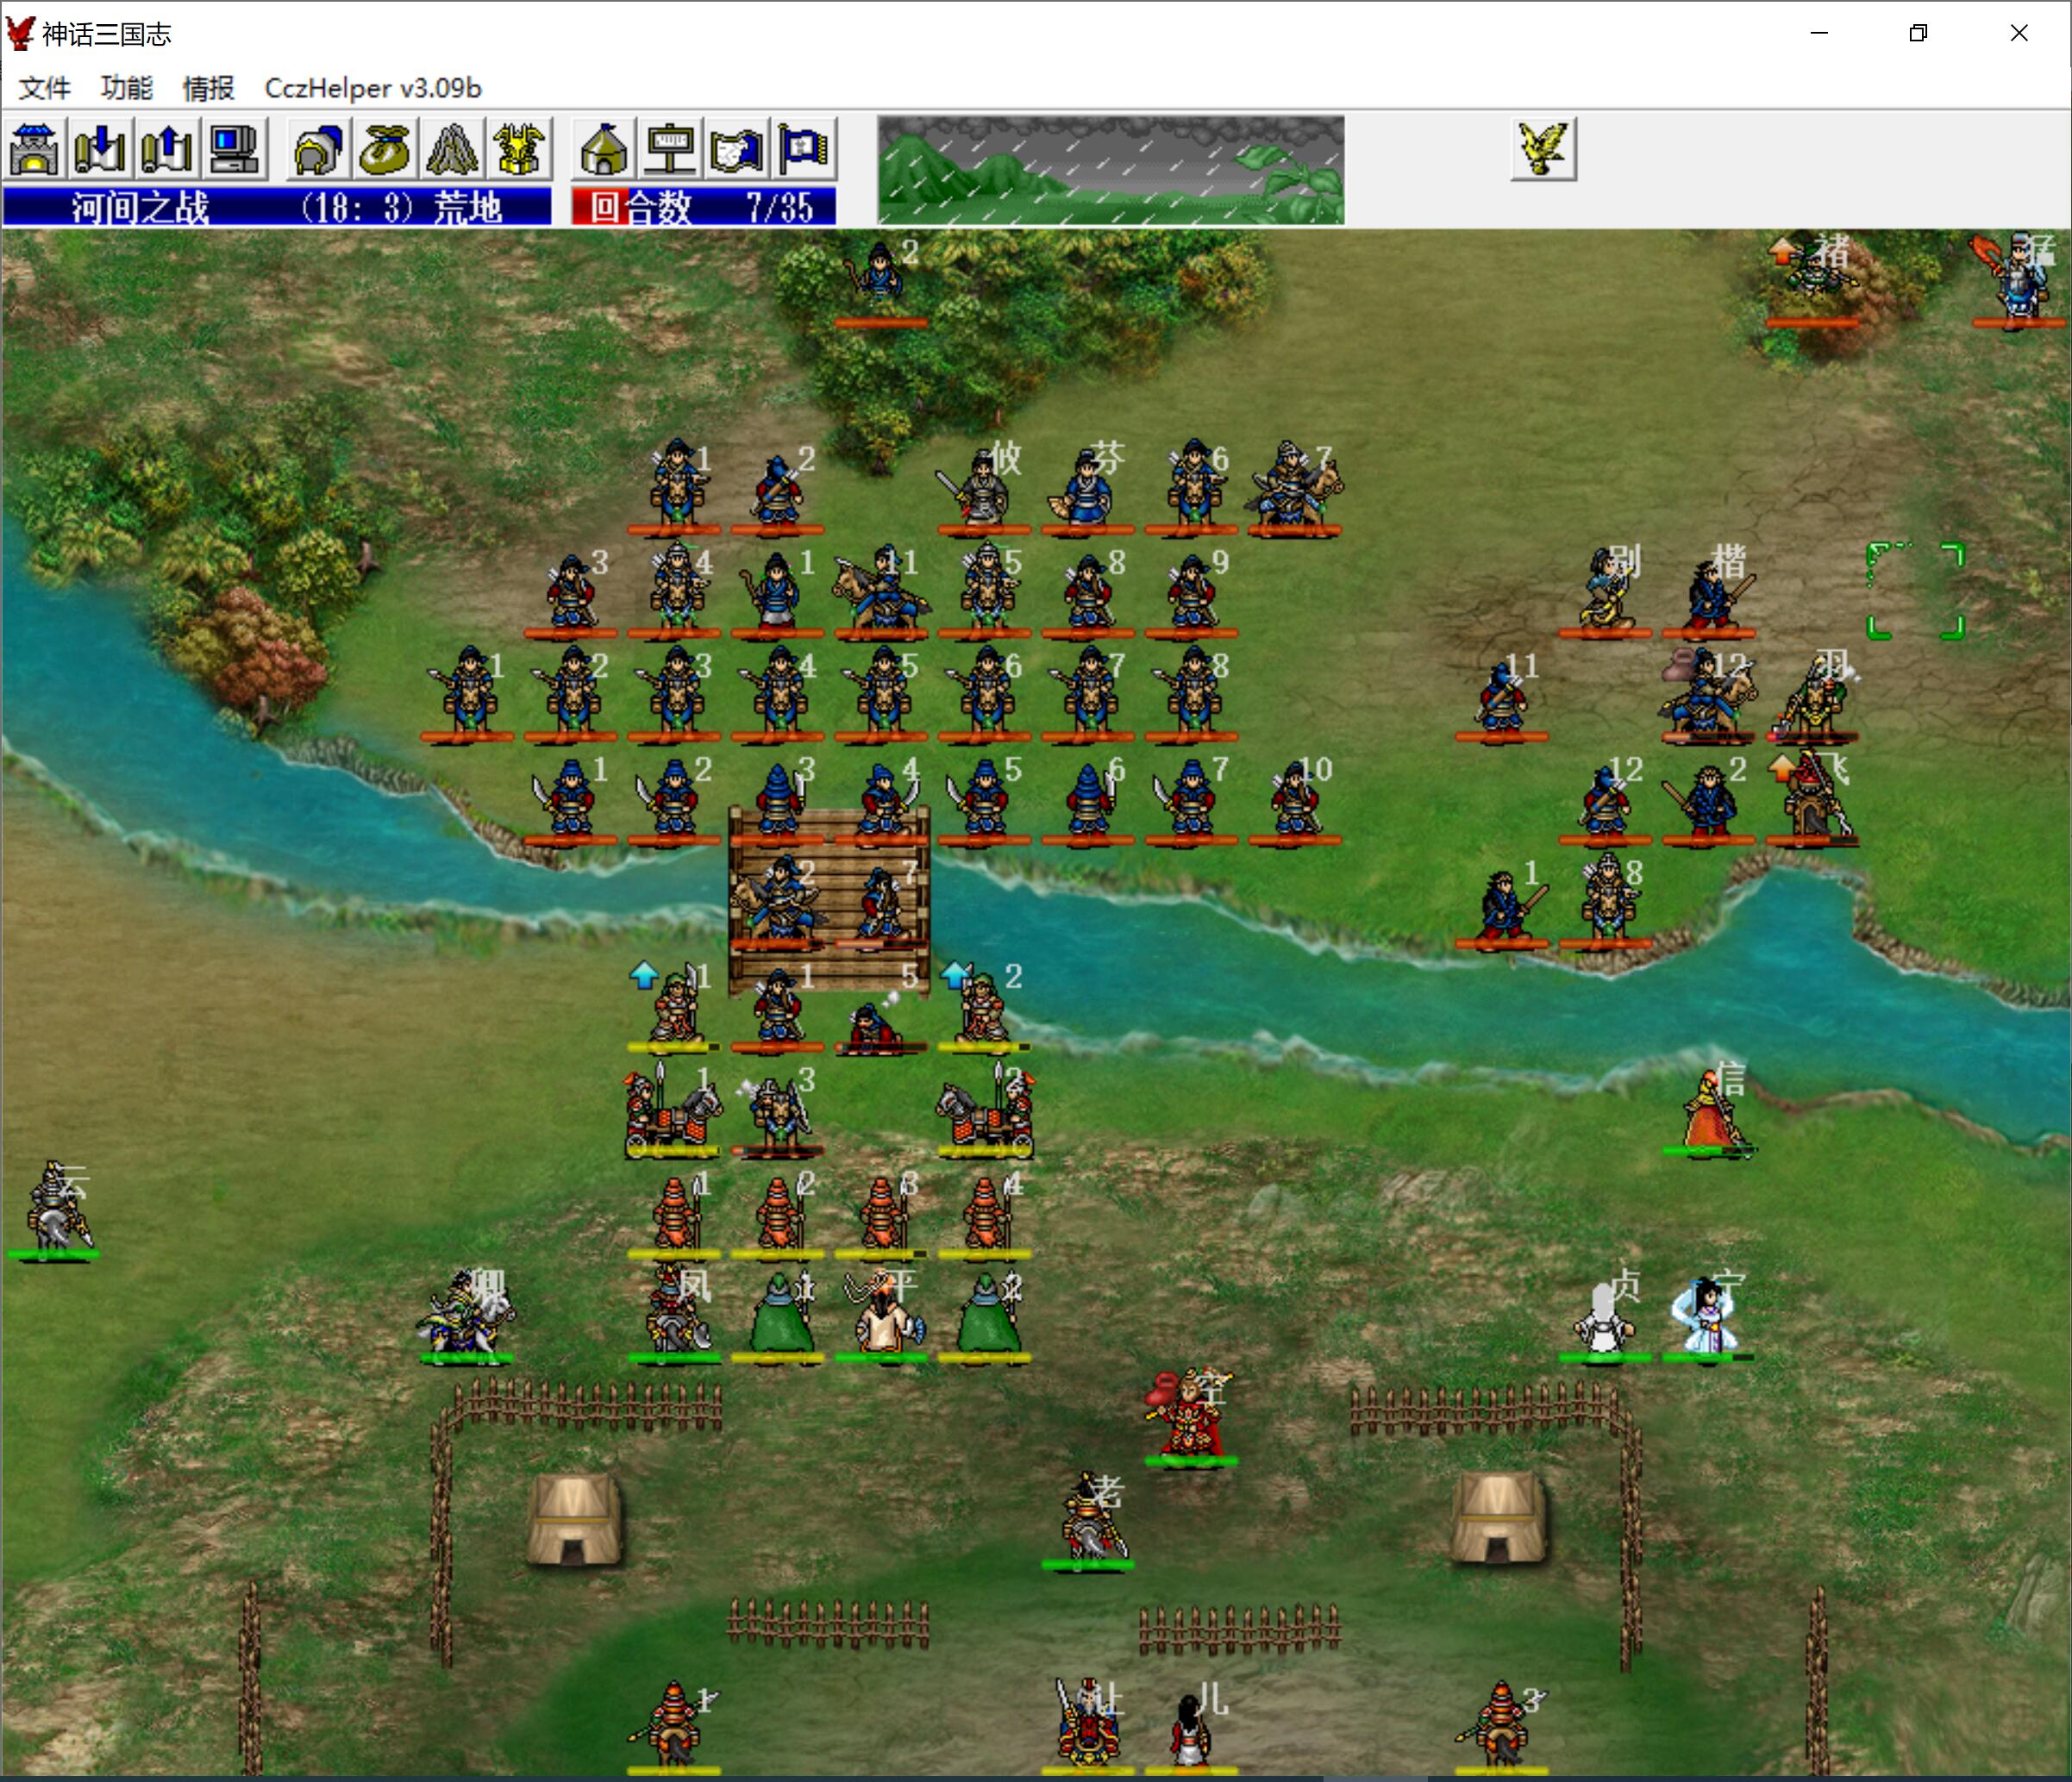 神话三国志
文件 功能 情报 CczHelper v3.09b
河间之战 (18: 3) 荒地 回合数 7/35
2 褚 猛
1 2 攸 芬 6 7
3 4 1 11 5 8 9 别 楷
1 2 3 4 5 6 7 8 11 12 羽
1 2 3 4 5 6 7 10 12 2 飞
2 7 1 8
1 1 5 2
1 3 2 信
1 2 3 4 云
卿 凤 1 平 2 贞 宁
空
老
1 让 儿 3